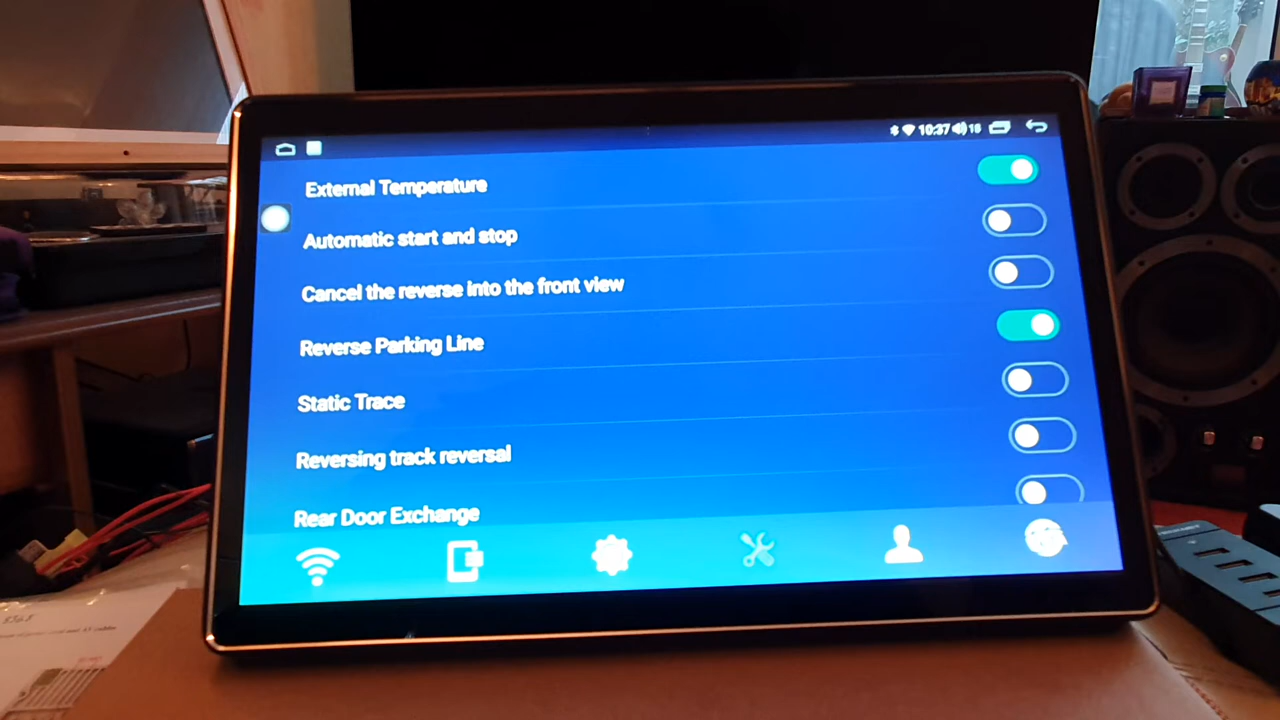 10:37 18
External Temperature
Automatic start and stop
Cancel the reverse into the front view
Reverse Parking Line
Static Trace
Reversing track reversal
Rear Door Exchange